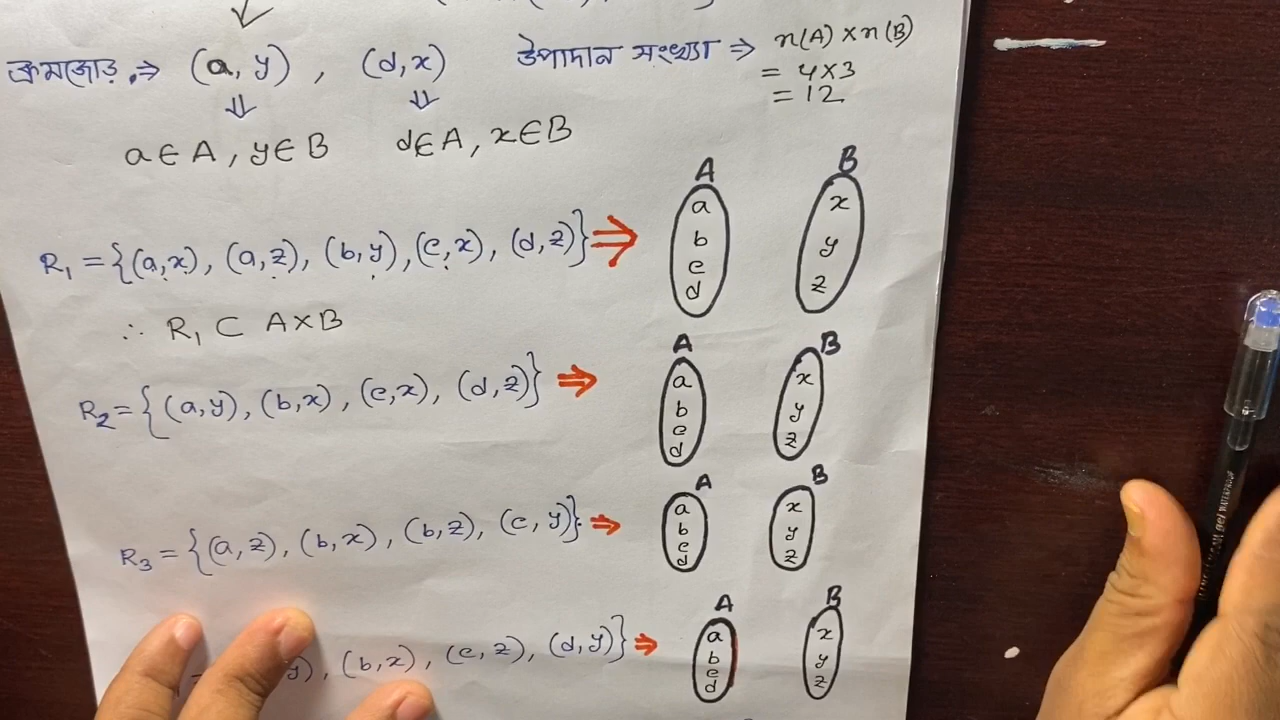 ক্রমজোড় ⇒ (a, y) , (d, x) উপাদান সংখ্যা ⇒ n(A) × n(B)
= 4×3
= 12
⇓ ⇓
a∈A , y∈B d∈A , x∈B
R₁ = {(a,x), (a,z), (b,y), (c,x), (d,z)} ⇒
A B
a x
b y
c z
d
∴ R₁ ⊂ A×B
R₂ = {(a,y), (b,x), (c,x), (d,z)} ⇒
A B
a x
b y
c z
d
R₃ = {(a,z), (b,x), (b,z), (c,y)} ⇒
A B
a x
b y
c z
d
y), (b,x), (c,z), (d,y)} ⇒
A B
a x
b y
c z
d